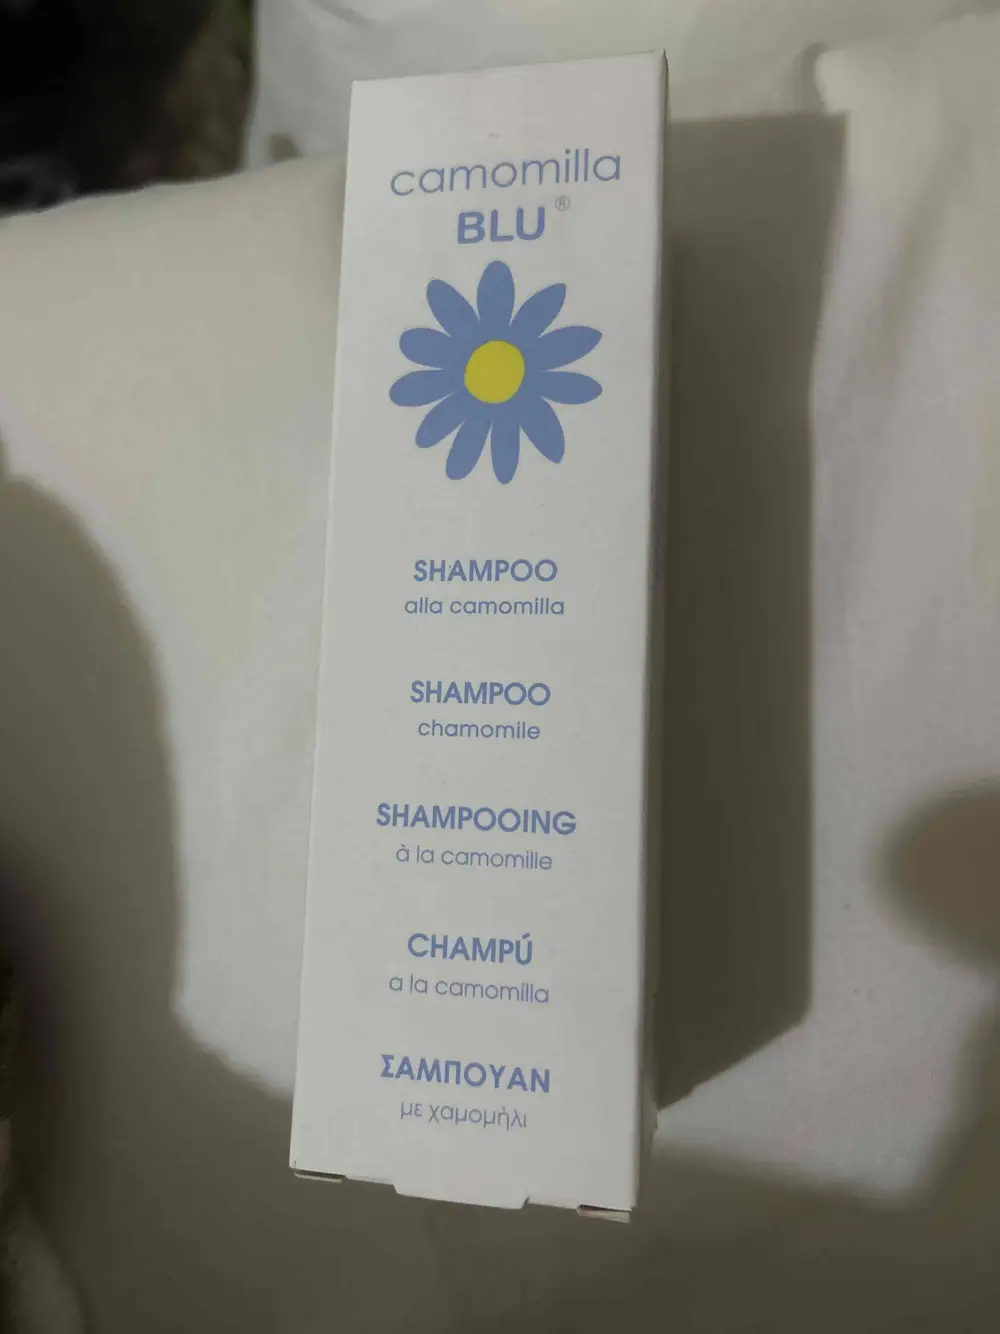 camomilla
BLU®
SHAMPOO
alla camomilla
SHAMPOO
chamomile
SHAMPOOING
à la camomille
CHAMPÚ
a la camomilla
ΣΑΜΠΟΥΑΝ
με χαμομήλι